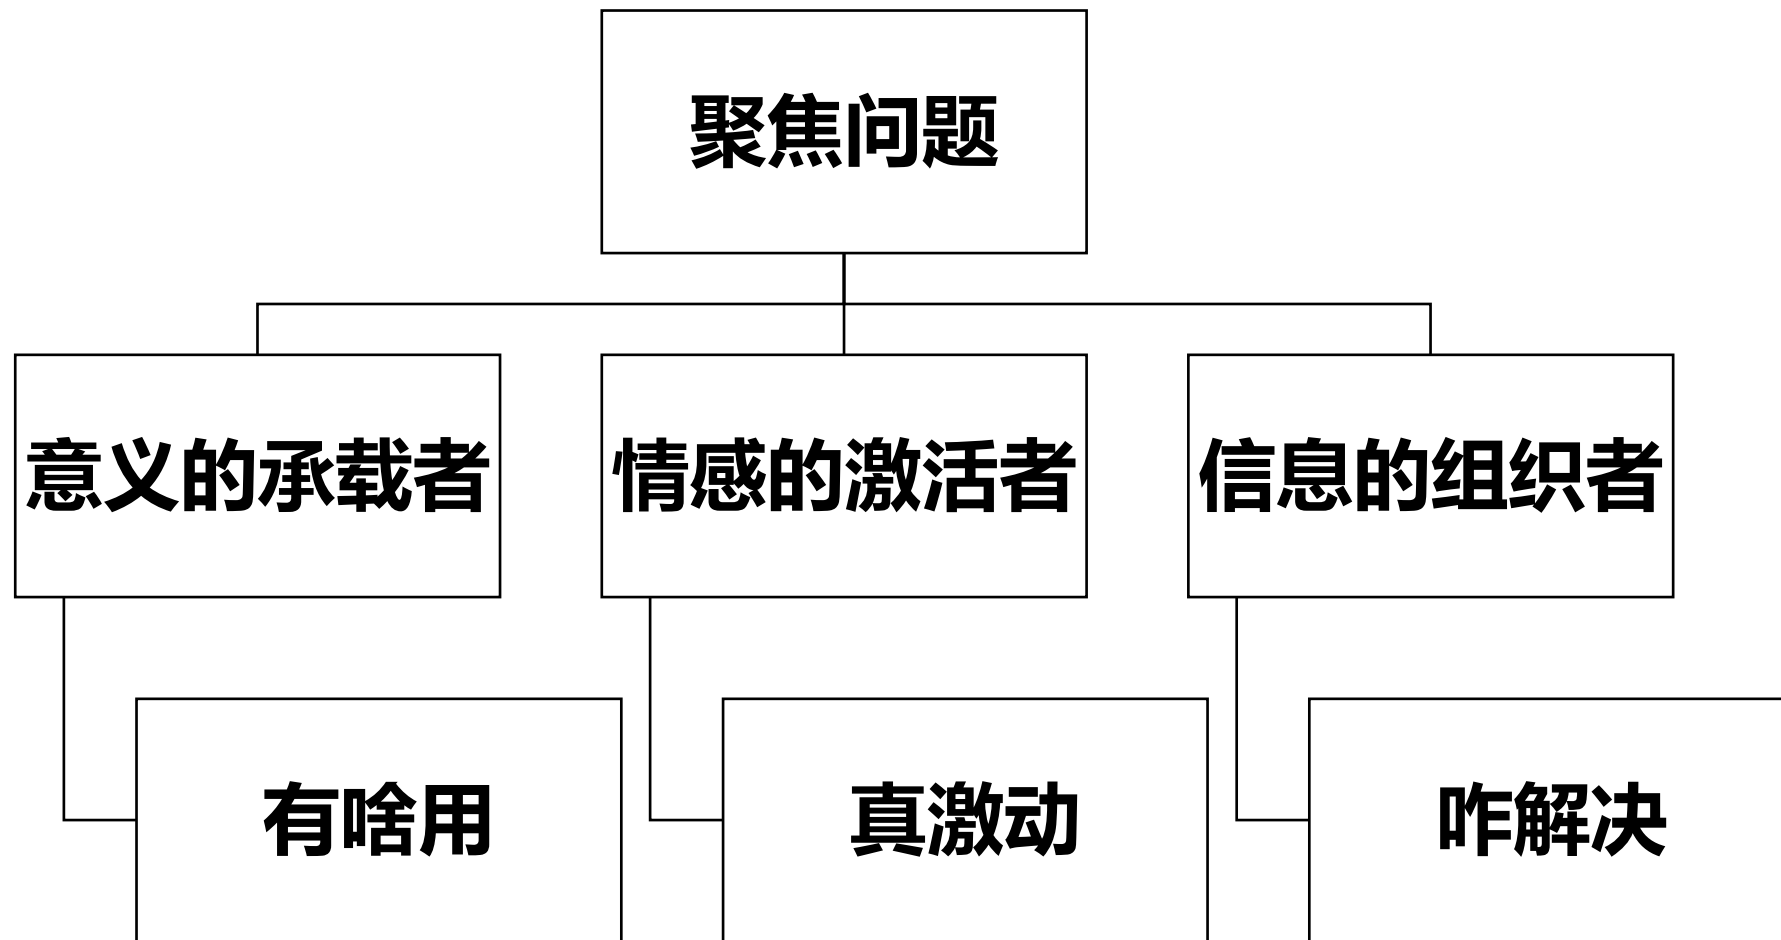 聚焦问题
意义的承载者
情感的激活者
信息的组织者
有啥用
真激动
咋解决